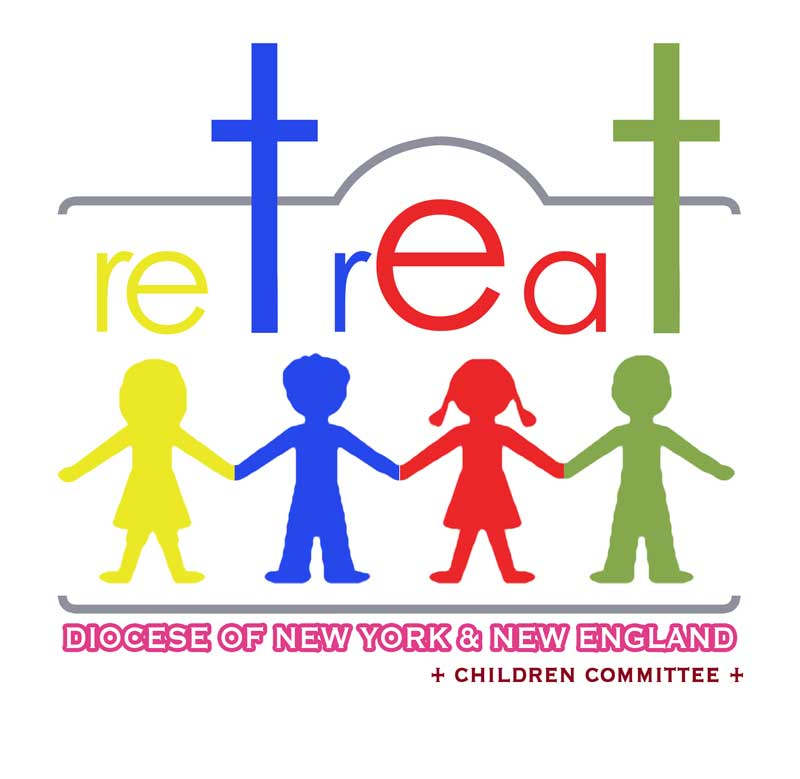 retreat
DIOCESE OF NEW YORK & NEW ENGLAND
+ CHILDREN COMMITTEE +